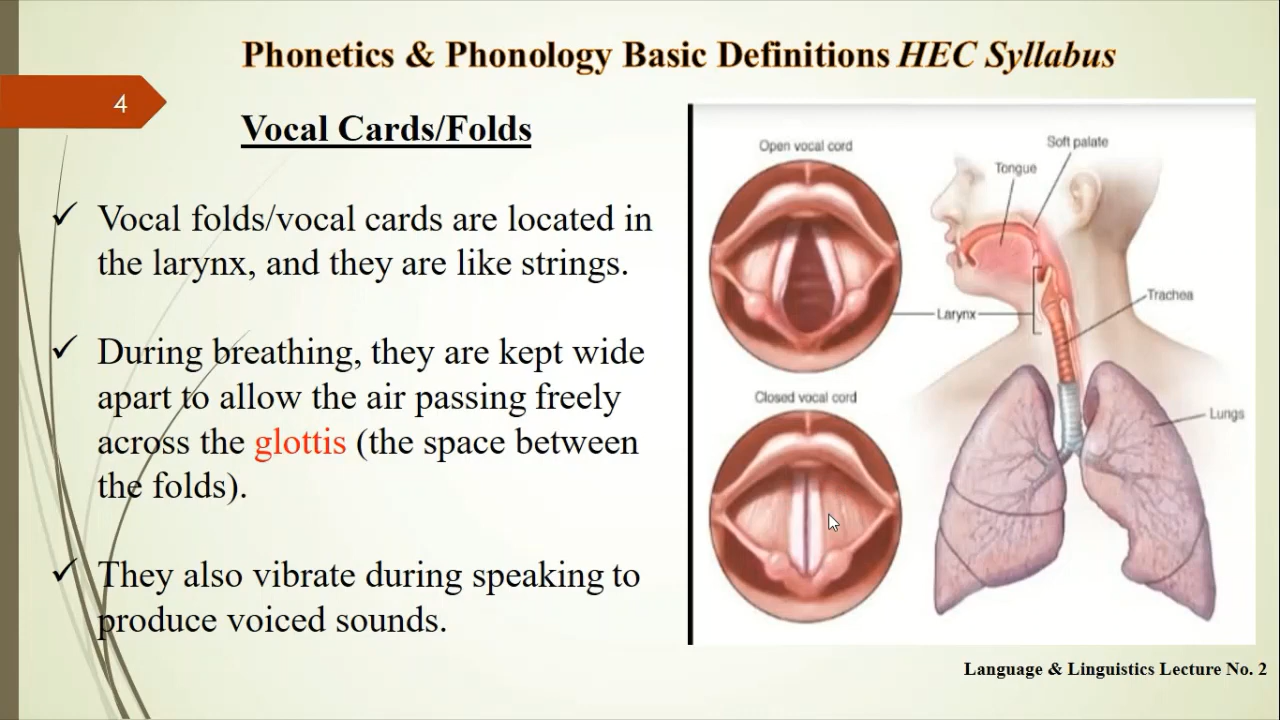 Phonetics & Phonology Basic Definitions HEC Syllabus
4
Vocal Cards/Folds
✓ Vocal folds/vocal cards are located in
the larynx, and they are like strings.
✓ During breathing, they are kept wide
apart to allow the air passing freely
across the glottis (the space between
the folds).
✓ They also vibrate during speaking to
produce voiced sounds.
Open vocal cord
Soft palate
Tongue
Trachea
Larynx
Closed vocal cord
Lungs
Language & Linguistics Lecture No. 2